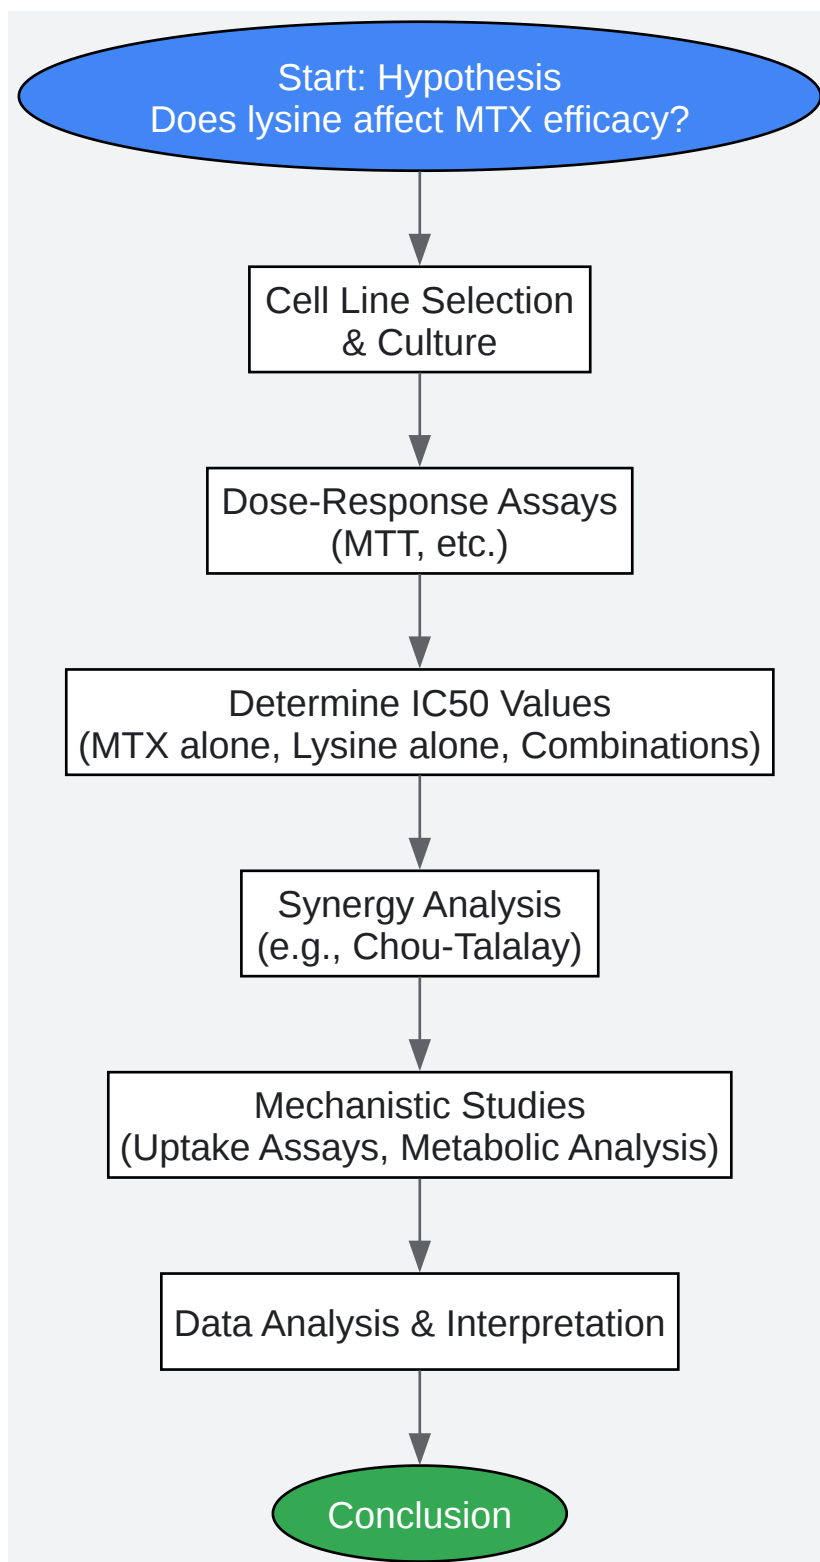 Start: Hypothesis
Does lysine affect MTX efficacy?
Cell Line Selection
& Culture
Dose-Response Assays
(MTT, etc.)
Determine IC50 Values
(MTX alone, Lysine alone, Combinations)
Synergy Analysis
(e.g., Chou-Talalay)
Mechanistic Studies
(Uptake Assays, Metabolic Analysis)
Data Analysis & Interpretation
Conclusion